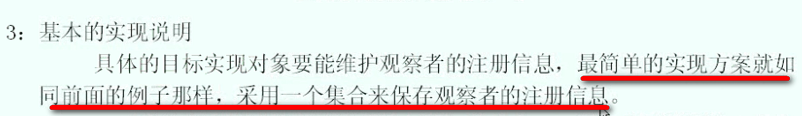 3：基本的实现说明
具体的目标实现对象要能维护观察者的注册信息，最简单的实现方案就如
同前面的例子那样，采用一个集合来保存观察者的注册信息。